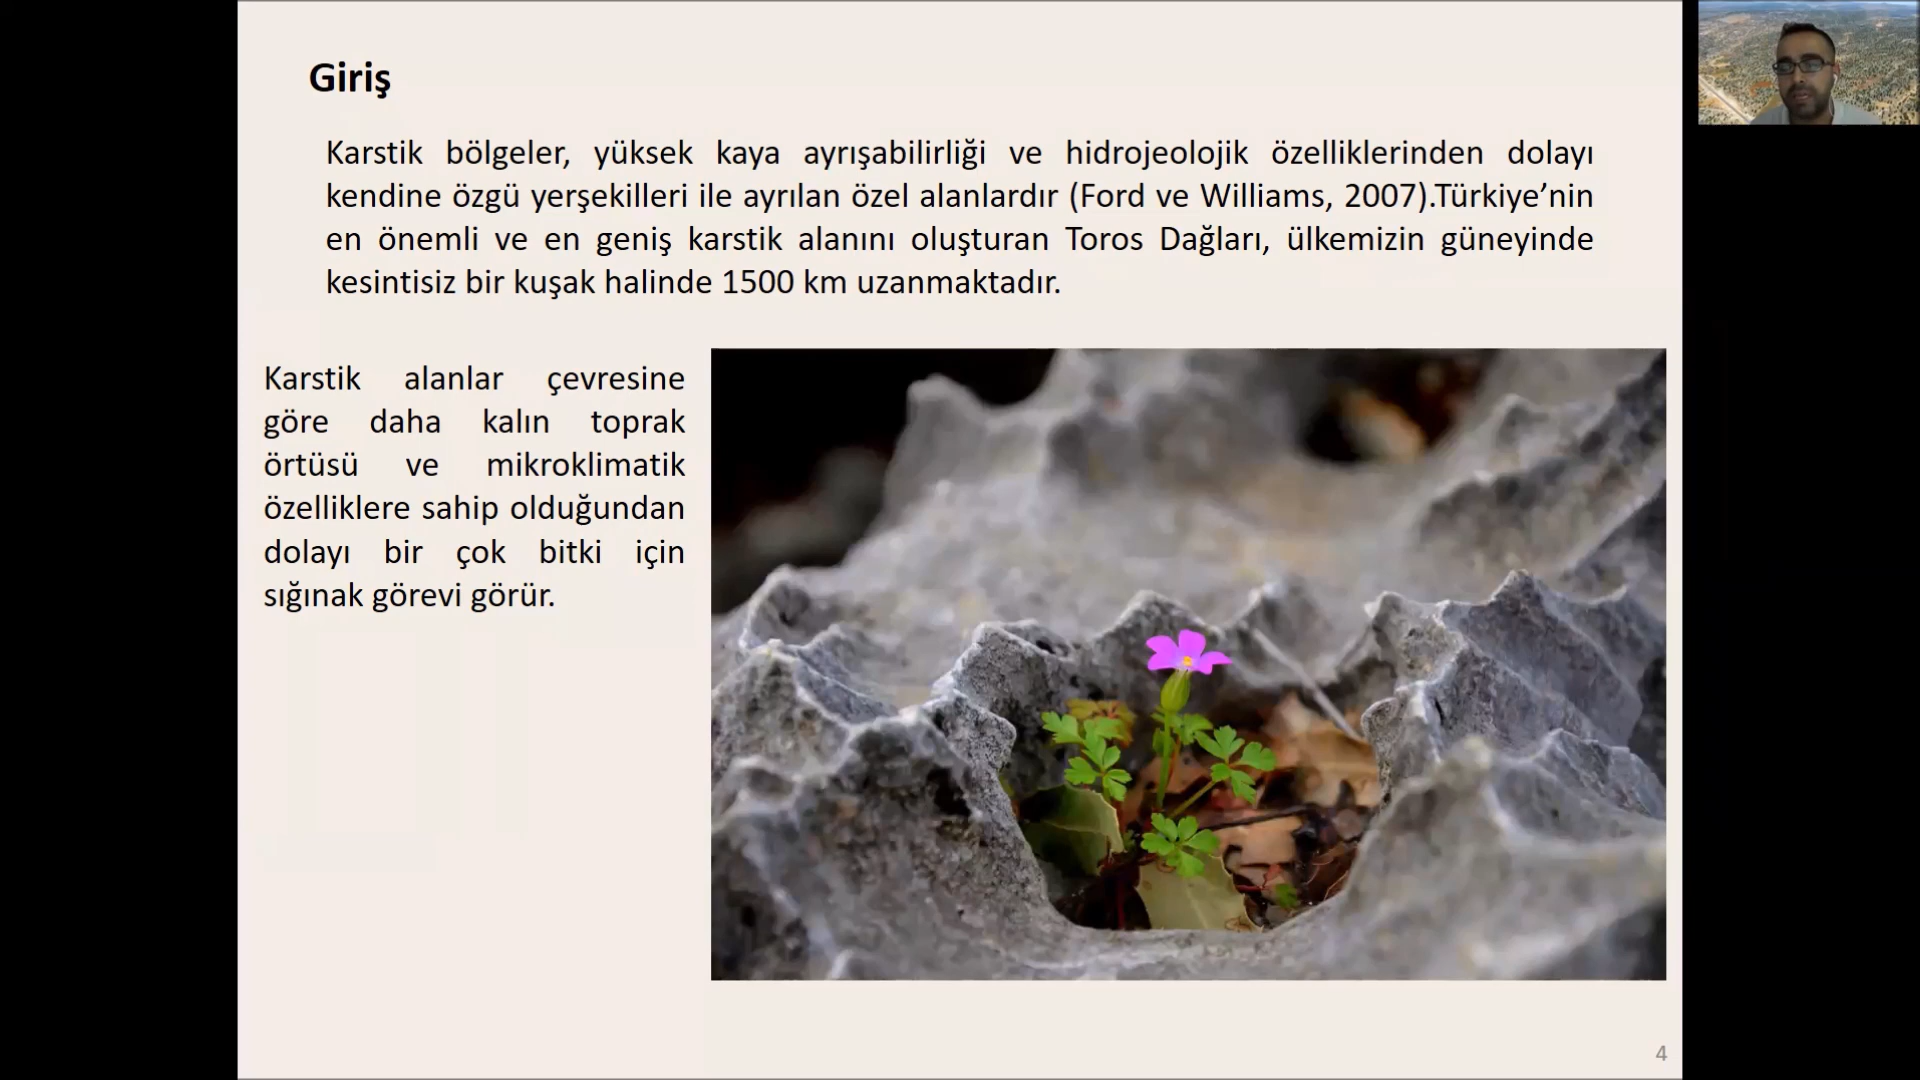 Giriş
Karstik bölgeler, yüksek kaya ayrışabilirliği ve hidrojeolojik özelliklerinden dolayı
kendine özgü yerşekilleri ile ayrılan özel alanlardır (Ford ve Williams, 2007).Türkiye’nin
en önemli ve en geniş karstik alanını oluşturan Toros Dağları, ülkemizin güneyinde
kesintisiz bir kuşak halinde 1500 km uzanmaktadır.
Karstik alanlar çevresine
göre daha kalın toprak
örtüsü ve mikroklimatik
özelliklere sahip olduğundan
dolayı bir çok bitki için
sığınak görevi görür.
4